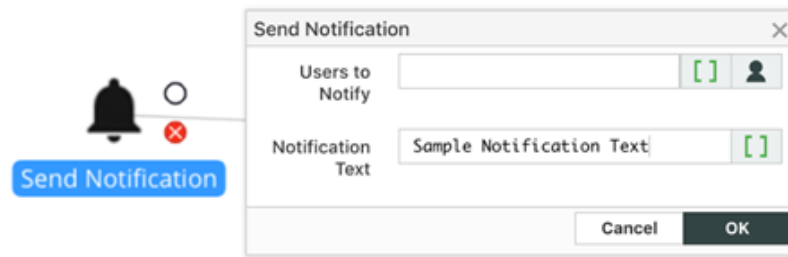 Send Notification
Users to
Notify
[ ]
Notification
Text
Sample Notification Text
[ ]
Send Notification
Cancel
OK